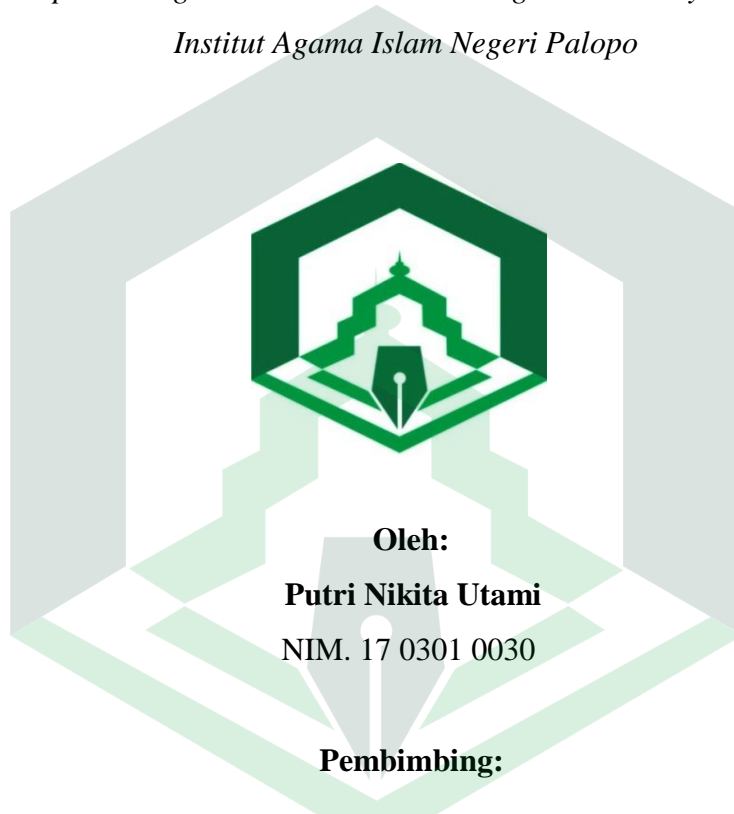 Institut Agama Islam Negeri Palopo
Oleh:
Putri Nikita Utami
NIM. 17 0301 0030
Pembimbing: